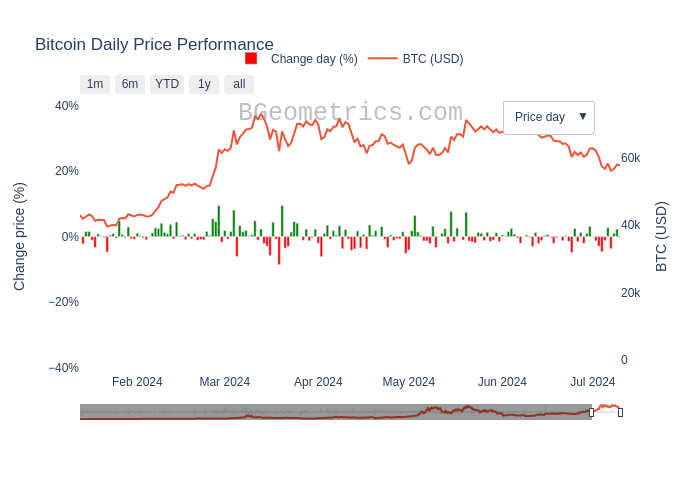 Bitcoin Daily Price Performance
Change day (%) BTC (USD)
1m 6m YTD 1y all
BGeometrics.com
Price day ▼
Change price (%)
40%
20%
0%
−20%
−40%
BTC (USD)
60k
40k
20k
0
Feb 2024 Mar 2024 Apr 2024 May 2024 Jun 2024 Jul 2024